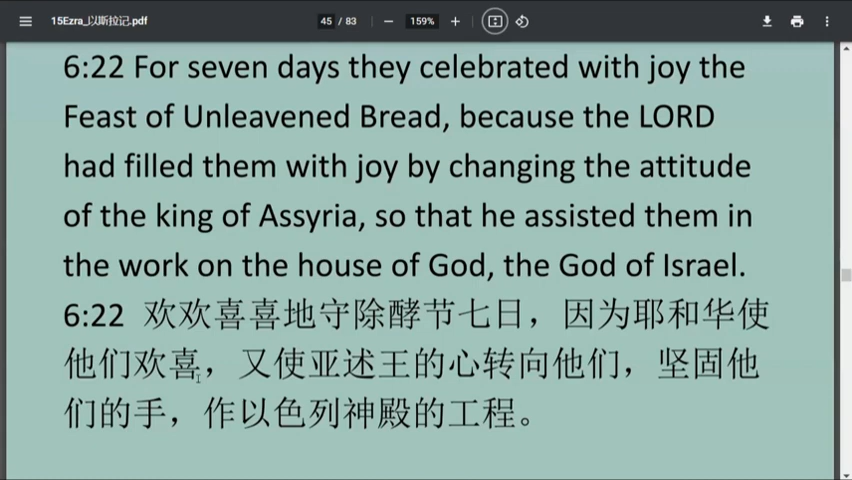 15Ezra_以斯拉记.pdf
45 / 83
159%
6:22 For seven days they celebrated with joy the
Feast of Unleavened Bread, because the LORD
had filled them with joy by changing the attitude
of the king of Assyria, so that he assisted them in
the work on the house of God, the God of Israel.
6:22 欢欢喜喜地守除酵节七日，因为耶和华使
他们欢喜，又使亚述王的心转向他们，坚固他
们的手，作以色列神殿的工程。